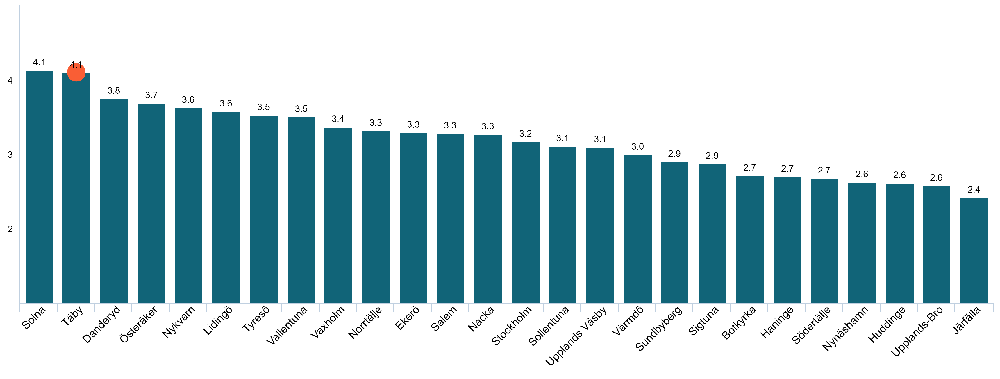 4.1
4.1
3.8
3.7
3.6
3.6
3.5
3.5
3.4
3.3
3.3
3.3
3.3
3.2
3.1
3.1
3.0
2.9
2.9
2.7
2.7
2.7
2.6
2.6
2.6
2.4
4
3
2
Solna
Täby
Danderyd
Österåker
Nykvarn
Lidingö
Tyresö
Vallentuna
Vaxholm
Norrtälje
Ekerö
Salem
Nacka
Stockholm
Sollentuna
Upplands Väsby
Värmdö
Sundbyberg
Sigtuna
Botkyrka
Haninge
Södertälje
Nynäshamn
Huddinge
Upplands-Bro
Järfälla